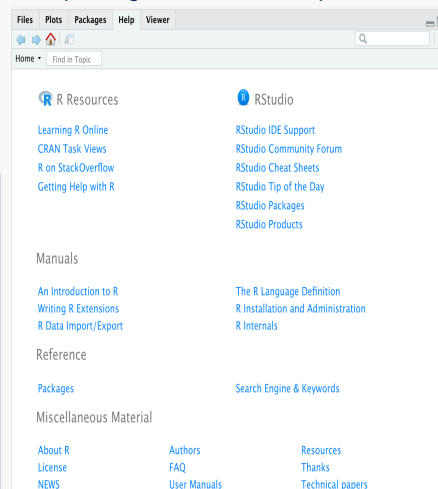 Files Plots Packages Help Viewer
Home Find in Topic
R Resources
Learning R Online
CRAN Task Views
R on StackOverflow
Getting Help with R
RStudio
RStudio IDE Support
RStudio Community Forum
RStudio Cheat Sheets
RStudio Tip of the Day
RStudio Packages
RStudio Products
Manuals
An Introduction to R
Writing R Extensions
R Data Import/Export
The R Language Definition
R Installation and Administration
R Internals
Reference
Packages
Search Engine & Keywords
Miscellaneous Material
About R Authors Resources
License FAQ Thanks
NEWS User Manuals Technical papers